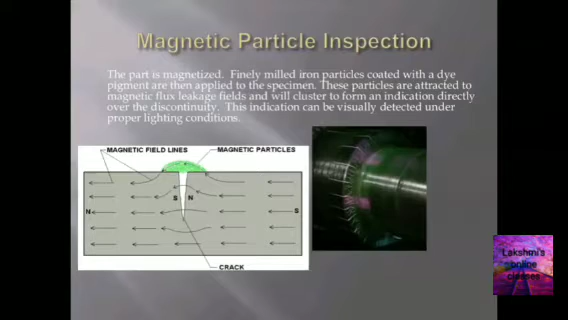 Magnetic Particle Inspection
The part is magnetized. Finely milled iron particles coated with a dye
pigment are then applied to the specimen. These particles are attracted to
magnetic flux leakage fields and will cluster to form an indication directly
over the discontinuity. This indication can be visually detected under
proper lighting conditions.
MAGNETIC FIELD LINES
MAGNETIC PARTICLES
S N
N S
CRACK
Lakshmi's
online
classes